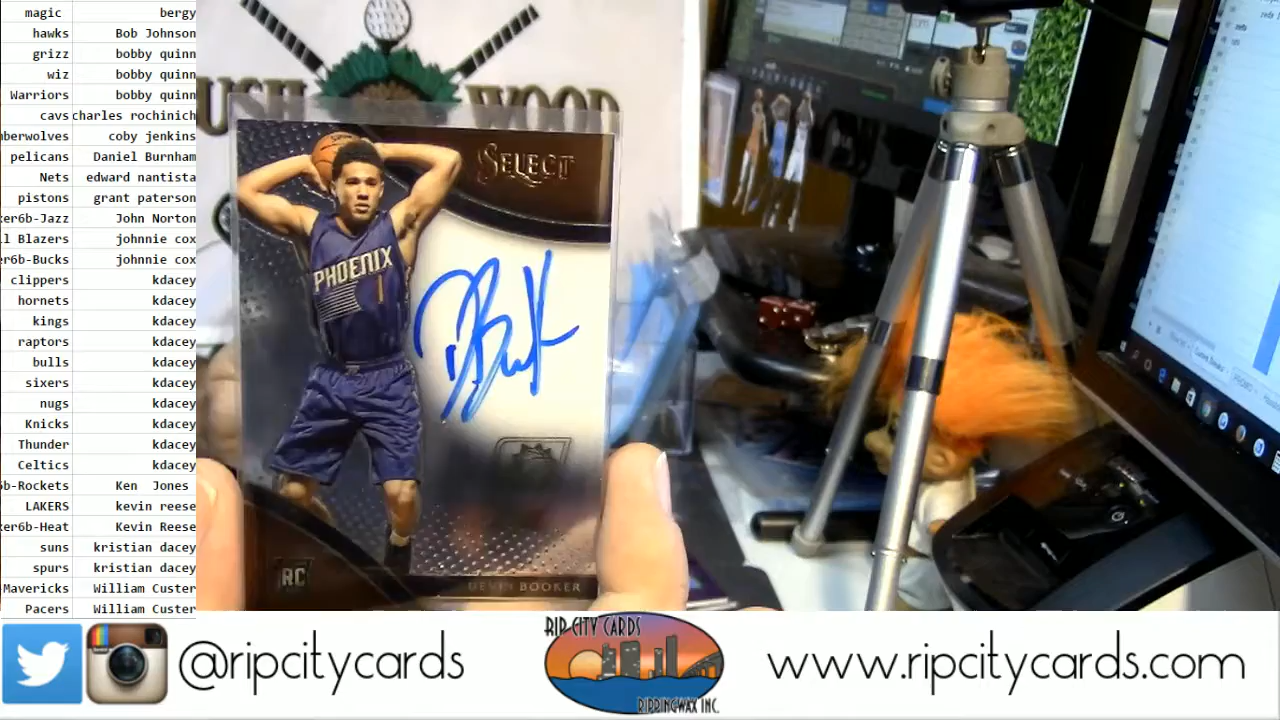 magic bergy
hawks Bob Johnson
grizz bobby quinn
wiz bobby quinn
Warriors bobby quinn
cavs charles rochinich
berwolves coby jenkins
pelicans Daniel Burnham
Nets edward nantista
pistons grant paterson
er6b-Jazz John Norton
l Blazers johnnie cox
er6b-Bucks johnnie cox
clippers kdacey
hornets kdacey
kings kdacey
raptors kdacey
bulls kdacey
sixers kdacey
nugs kdacey
Knicks kdacey
Thunder kdacey
Celtics kdacey
6b-Rockets Ken Jones
LAKERS kevin reese
er6b-Heat Kevin Reese
suns kristian dacey
spurs kristian dacey
Mavericks William Custer
Pacers William Custer
USH WOOD
SELECT
PHOENIX
1
RC
DEVIN BOOKER
@ripcitycards
RIP CITY CARDS
RIPPINGWAX INC.
www.ripcitycards.com